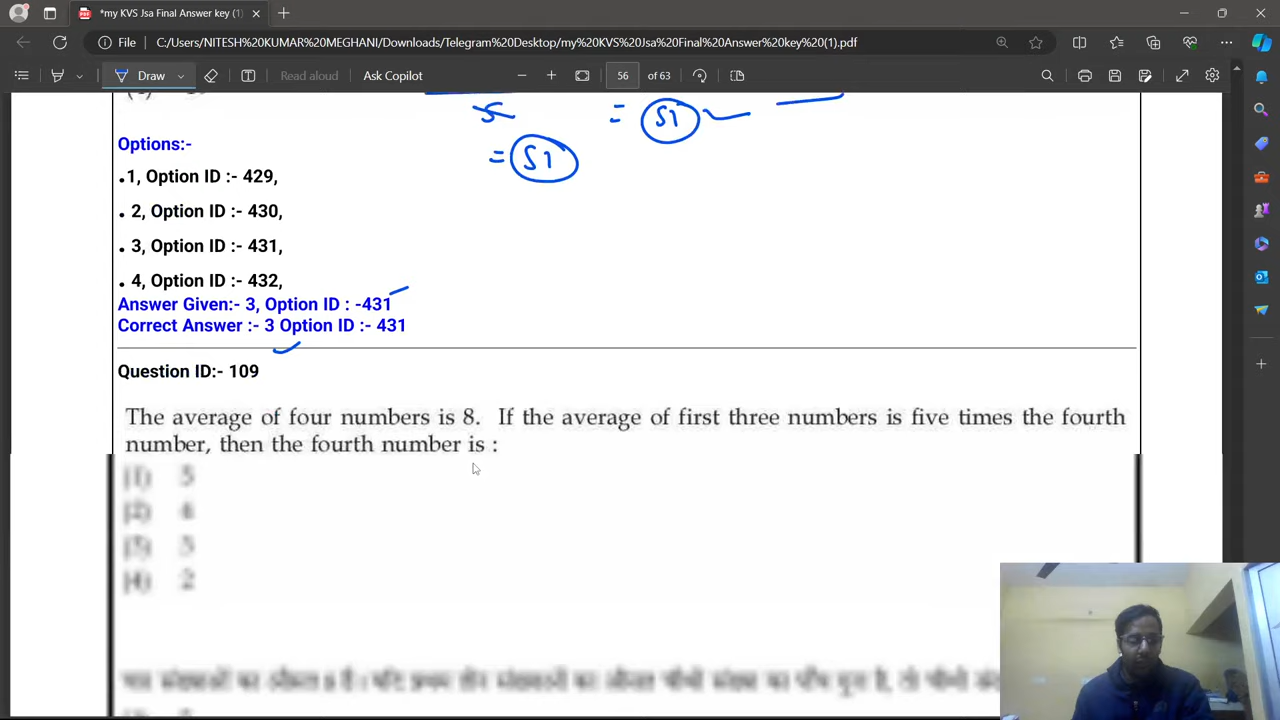 *my KVS Jsa Final Answer key (1)
File C:/Users/NITESH%20KUMAR%20MEGHANI/Downloads/Telegram%20Desktop/my%20KVS%20Jsa%20Final%20Answer%20key%20(1).pdf
Draw Read aloud Ask Copilot 56 of 63
= 51
= 51
Options:-
.1, Option ID :- 429,
. 2, Option ID :- 430,
. 3, Option ID :- 431,
. 4, Option ID :- 432,
Answer Given:- 3, Option ID : -431
Correct Answer :- 3 Option ID :- 431
Question ID:- 109
The average of four numbers is 8. If the average of first three numbers is five times the fourth
number, then the fourth number is :
(4) 2